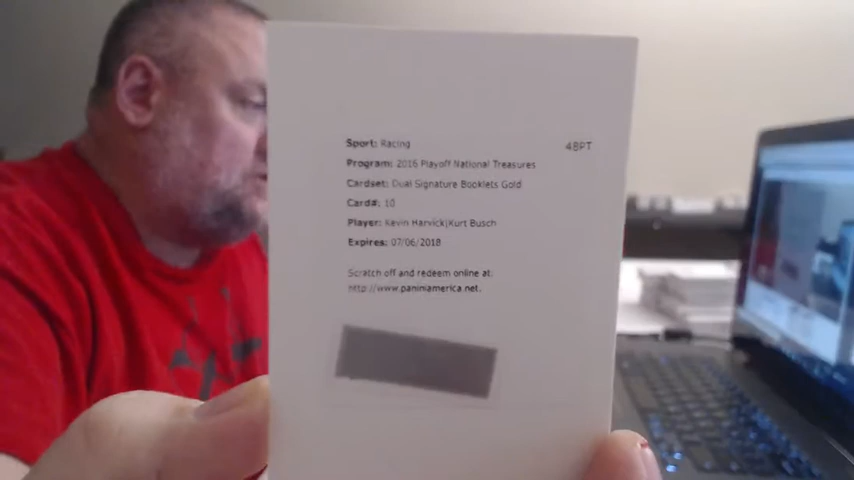 Sport: Racing 48PT
Program: 2016 Playoff National Treasures
Cardset: Dual Signature Booklets Gold
Card#: 10
Player: Kevin Harvick|Kurt Busch
Expires: 07/06/2018
Scratch off and redeem online at:
http://www.paniniamerica.net.